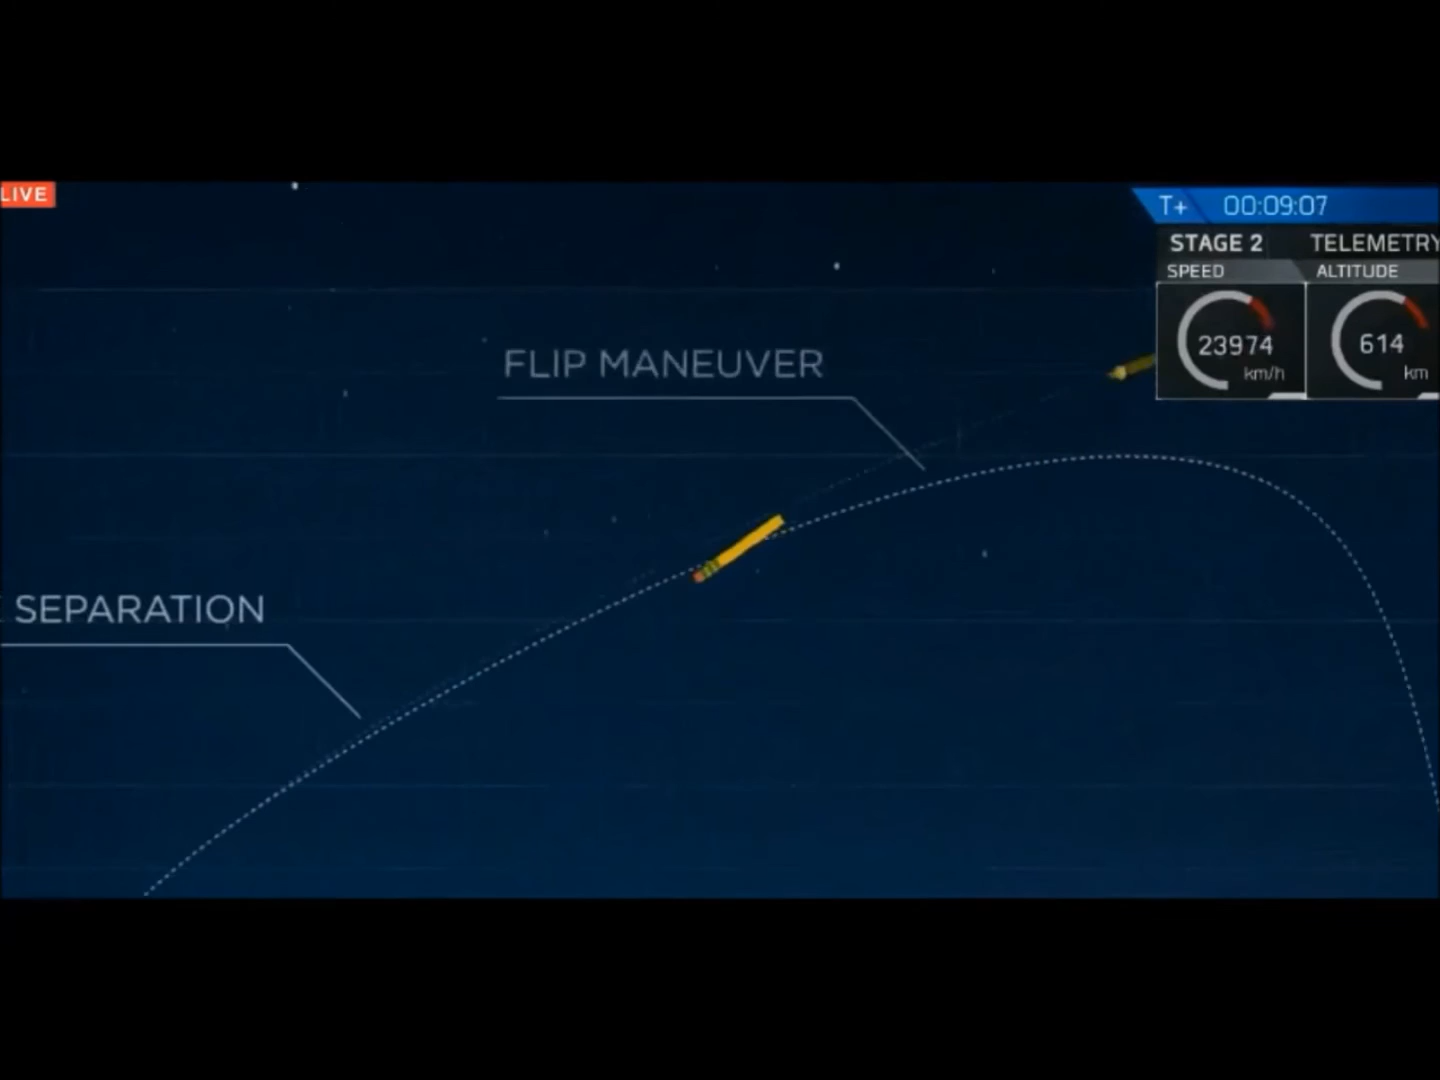 LIVE
T+ 00:09:07
STAGE 2 TELEMETRY
SPEED ALTITUDE
23974 614
km/h km
FLIP MANEUVER
SEPARATION